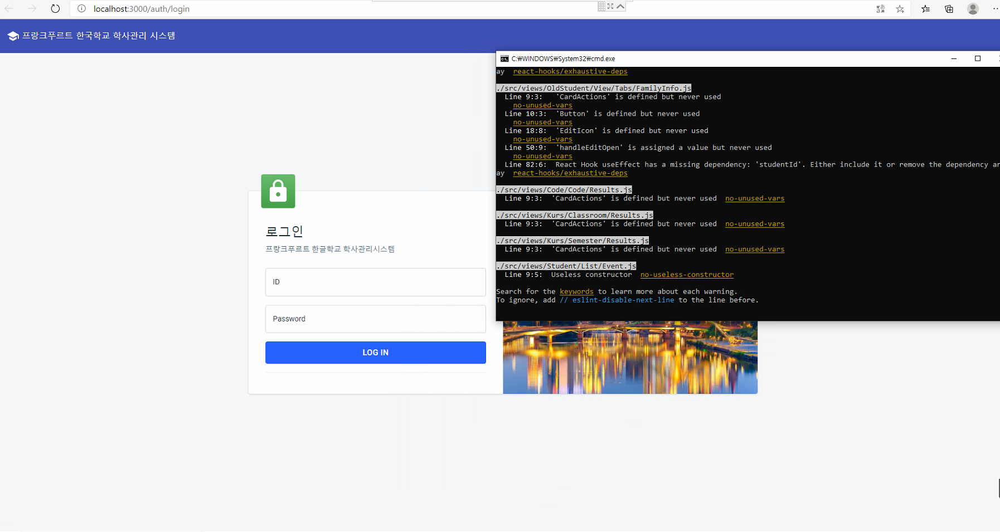 localhost:3000/auth/login
프랑크푸르트 한국학교 학사관리 시스템
로그인
프랑크푸르트 한글학교 학사관리시스템
ID
Password
LOG IN
C:₩WINDOWS₩System32₩cmd.exe
ay  react-hooks/exhaustive-deps
./src/views/OldStudent/View/Tabs/FamilyInfo.js
Line 9:3:   'CardActions' is defined but never used
no-unused-vars
Line 10:3:  'Button' is defined but never used
no-unused-vars
Line 18:8:  'EditIcon' is defined but never used
no-unused-vars
Line 50:9:  'handleEditOpen' is assigned a value but never used
no-unused-vars
Line 82:6:  React Hook useEffect has a missing dependency: 'studentId'. Either include it or remove the dependency ar
ay  react-hooks/exhaustive-deps
./src/views/Code/Code/Results.js
Line 9:3:  'CardActions' is defined but never used  no-unused-vars
./src/views/Kurs/Classroom/Results.js
Line 9:3:  'CardActions' is defined but never used  no-unused-vars
./src/views/Kurs/Semester/Results.js
Line 9:3:  'CardActions' is defined but never used  no-unused-vars
./src/views/Student/List/Event.js
Line 9:5:  Useless constructor  no-useless-constructor
Search for the keywords to learn more about each warning.
To ignore, add // eslint-disable-next-line to the line before.